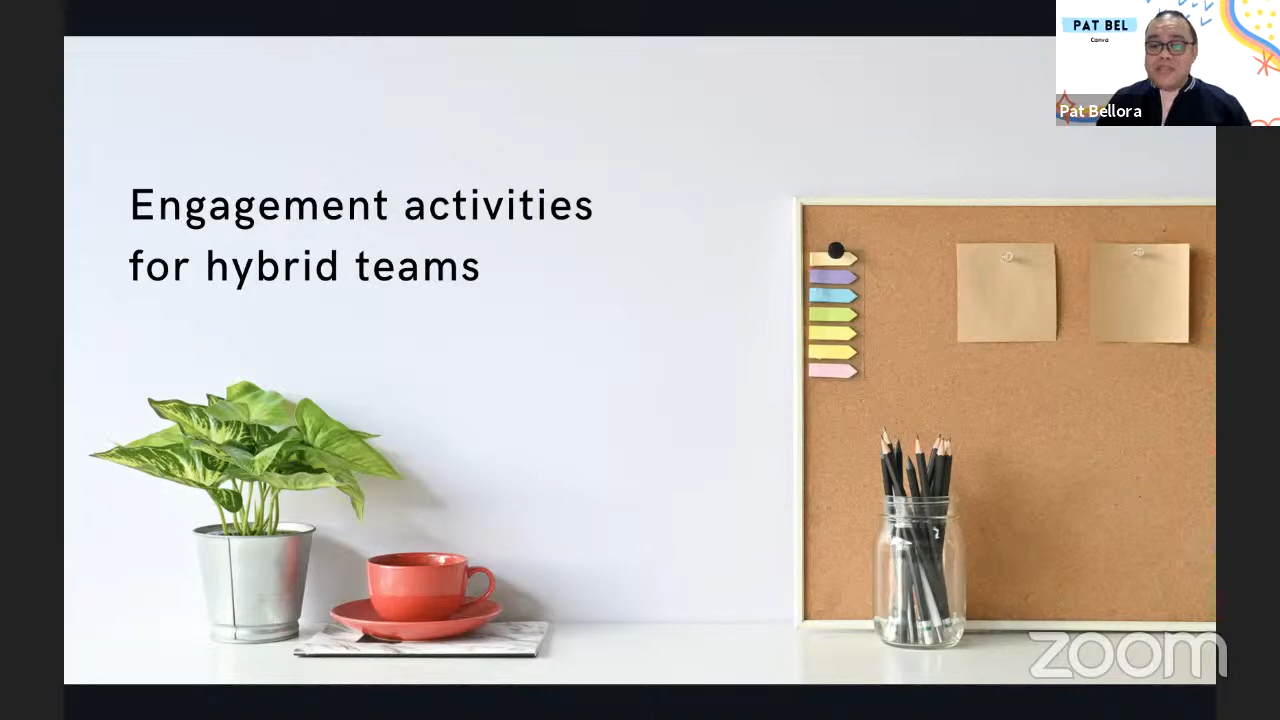 PAT BEL
Canva
Pat Bellora
Engagement activities
for hybrid teams
zoom